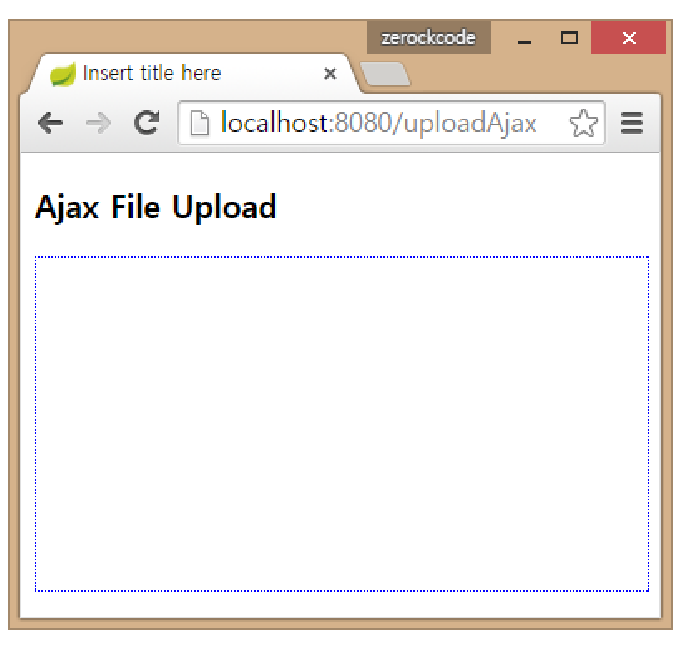 zerockcode
Insert title here
localhost:8080/uploadAjax
Ajax File Upload